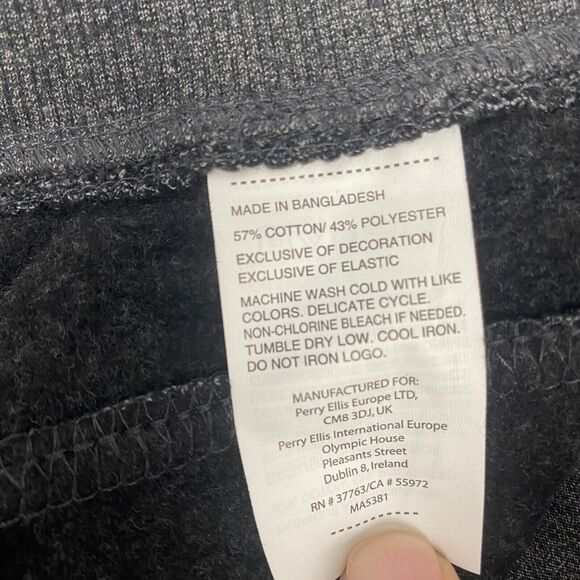 MADE IN BANGLADESH
57% COTTON/ 43% POLYESTER
EXCLUSIVE OF DECORATION
EXCLUSIVE OF ELASTIC
MACHINE WASH COLD WITH LIKE
COLORS. DELICATE CYCLE.
NON-CHLORINE BLEACH IF NEEDED.
TUMBLE DRY LOW. COOL IRON.
DO NOT IRON LOGO.
MANUFACTURED FOR:
Perry Ellis Europe LTD,
CM8 3DJ, UK
Perry Ellis International Europe
Olympic House
Pleasants Street
Dublin 8, Ireland
RN # 37763/CA # 55972
MA5381